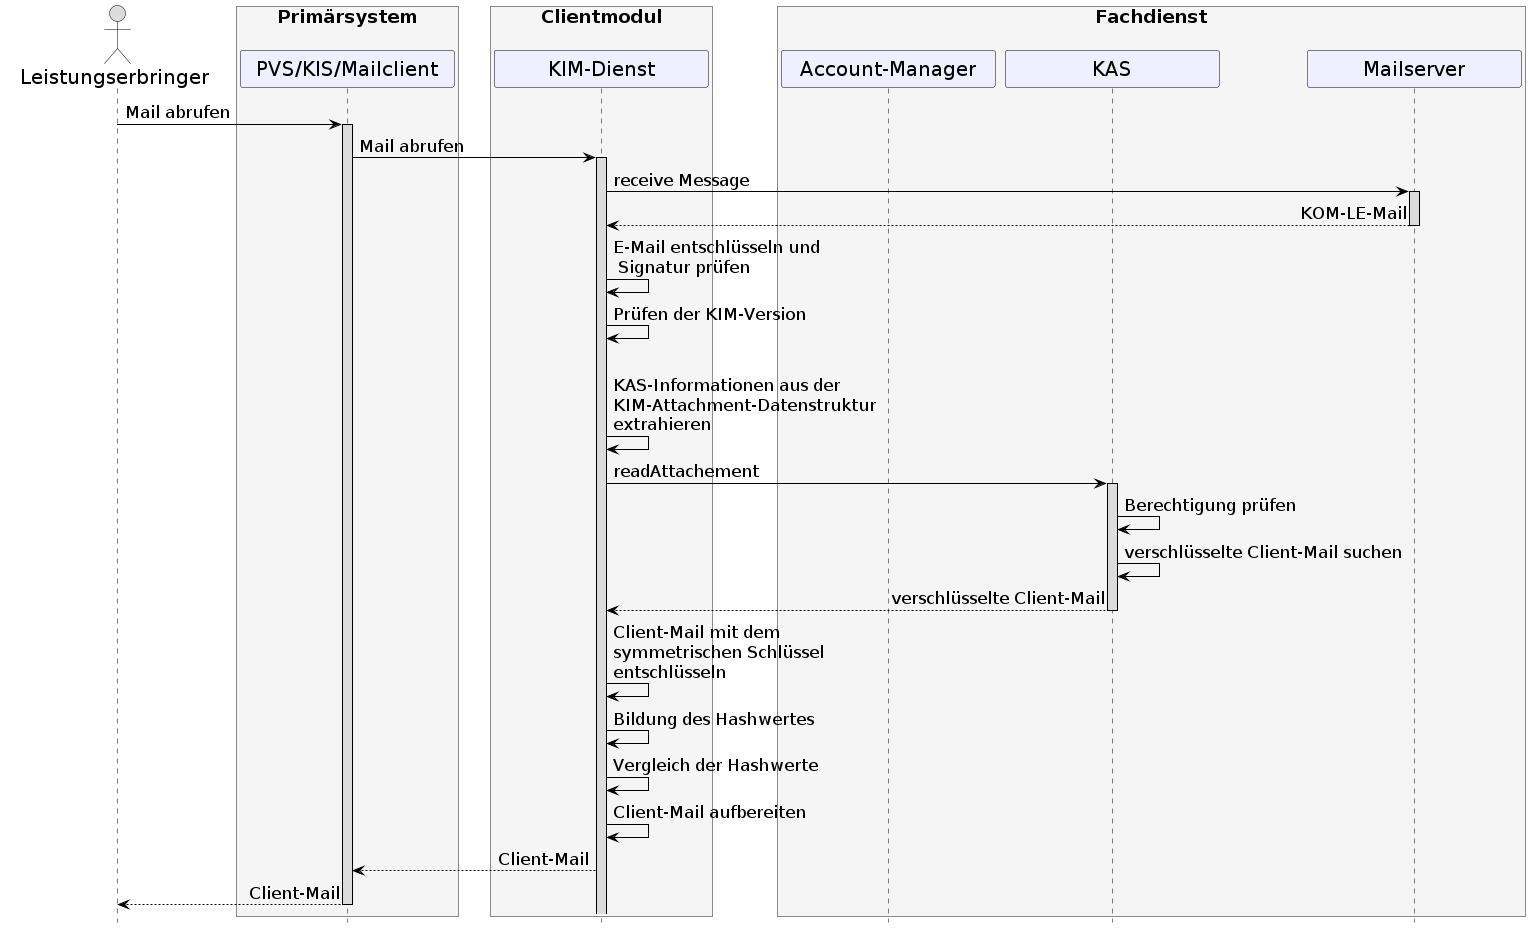 Primärsystem
Clientmodul
Fachdienst
Leistungserbringer
PVS/KIS/Mailclient
KIM-Dienst
Account-Manager
KAS
Mailserver
Mail abrufen
Mail abrufen
receive Message
KOM-LE-Mail
E-Mail entschlüsseln und
Signatur prüfen
Prüfen der KIM-Version
KAS-Informationen aus der
KIM-Attachment-Datenstruktur
extrahieren
readAttachement
Berechtigung prüfen
verschlüsselte Client-Mail suchen
verschlüsselte Client-Mail
Client-Mail mit dem
symmetrischen Schlüssel
entschlüsseln
Bildung des Hashwertes
Vergleich der Hashwerte
Client-Mail aufbereiten
Client-Mail
Client-Mail